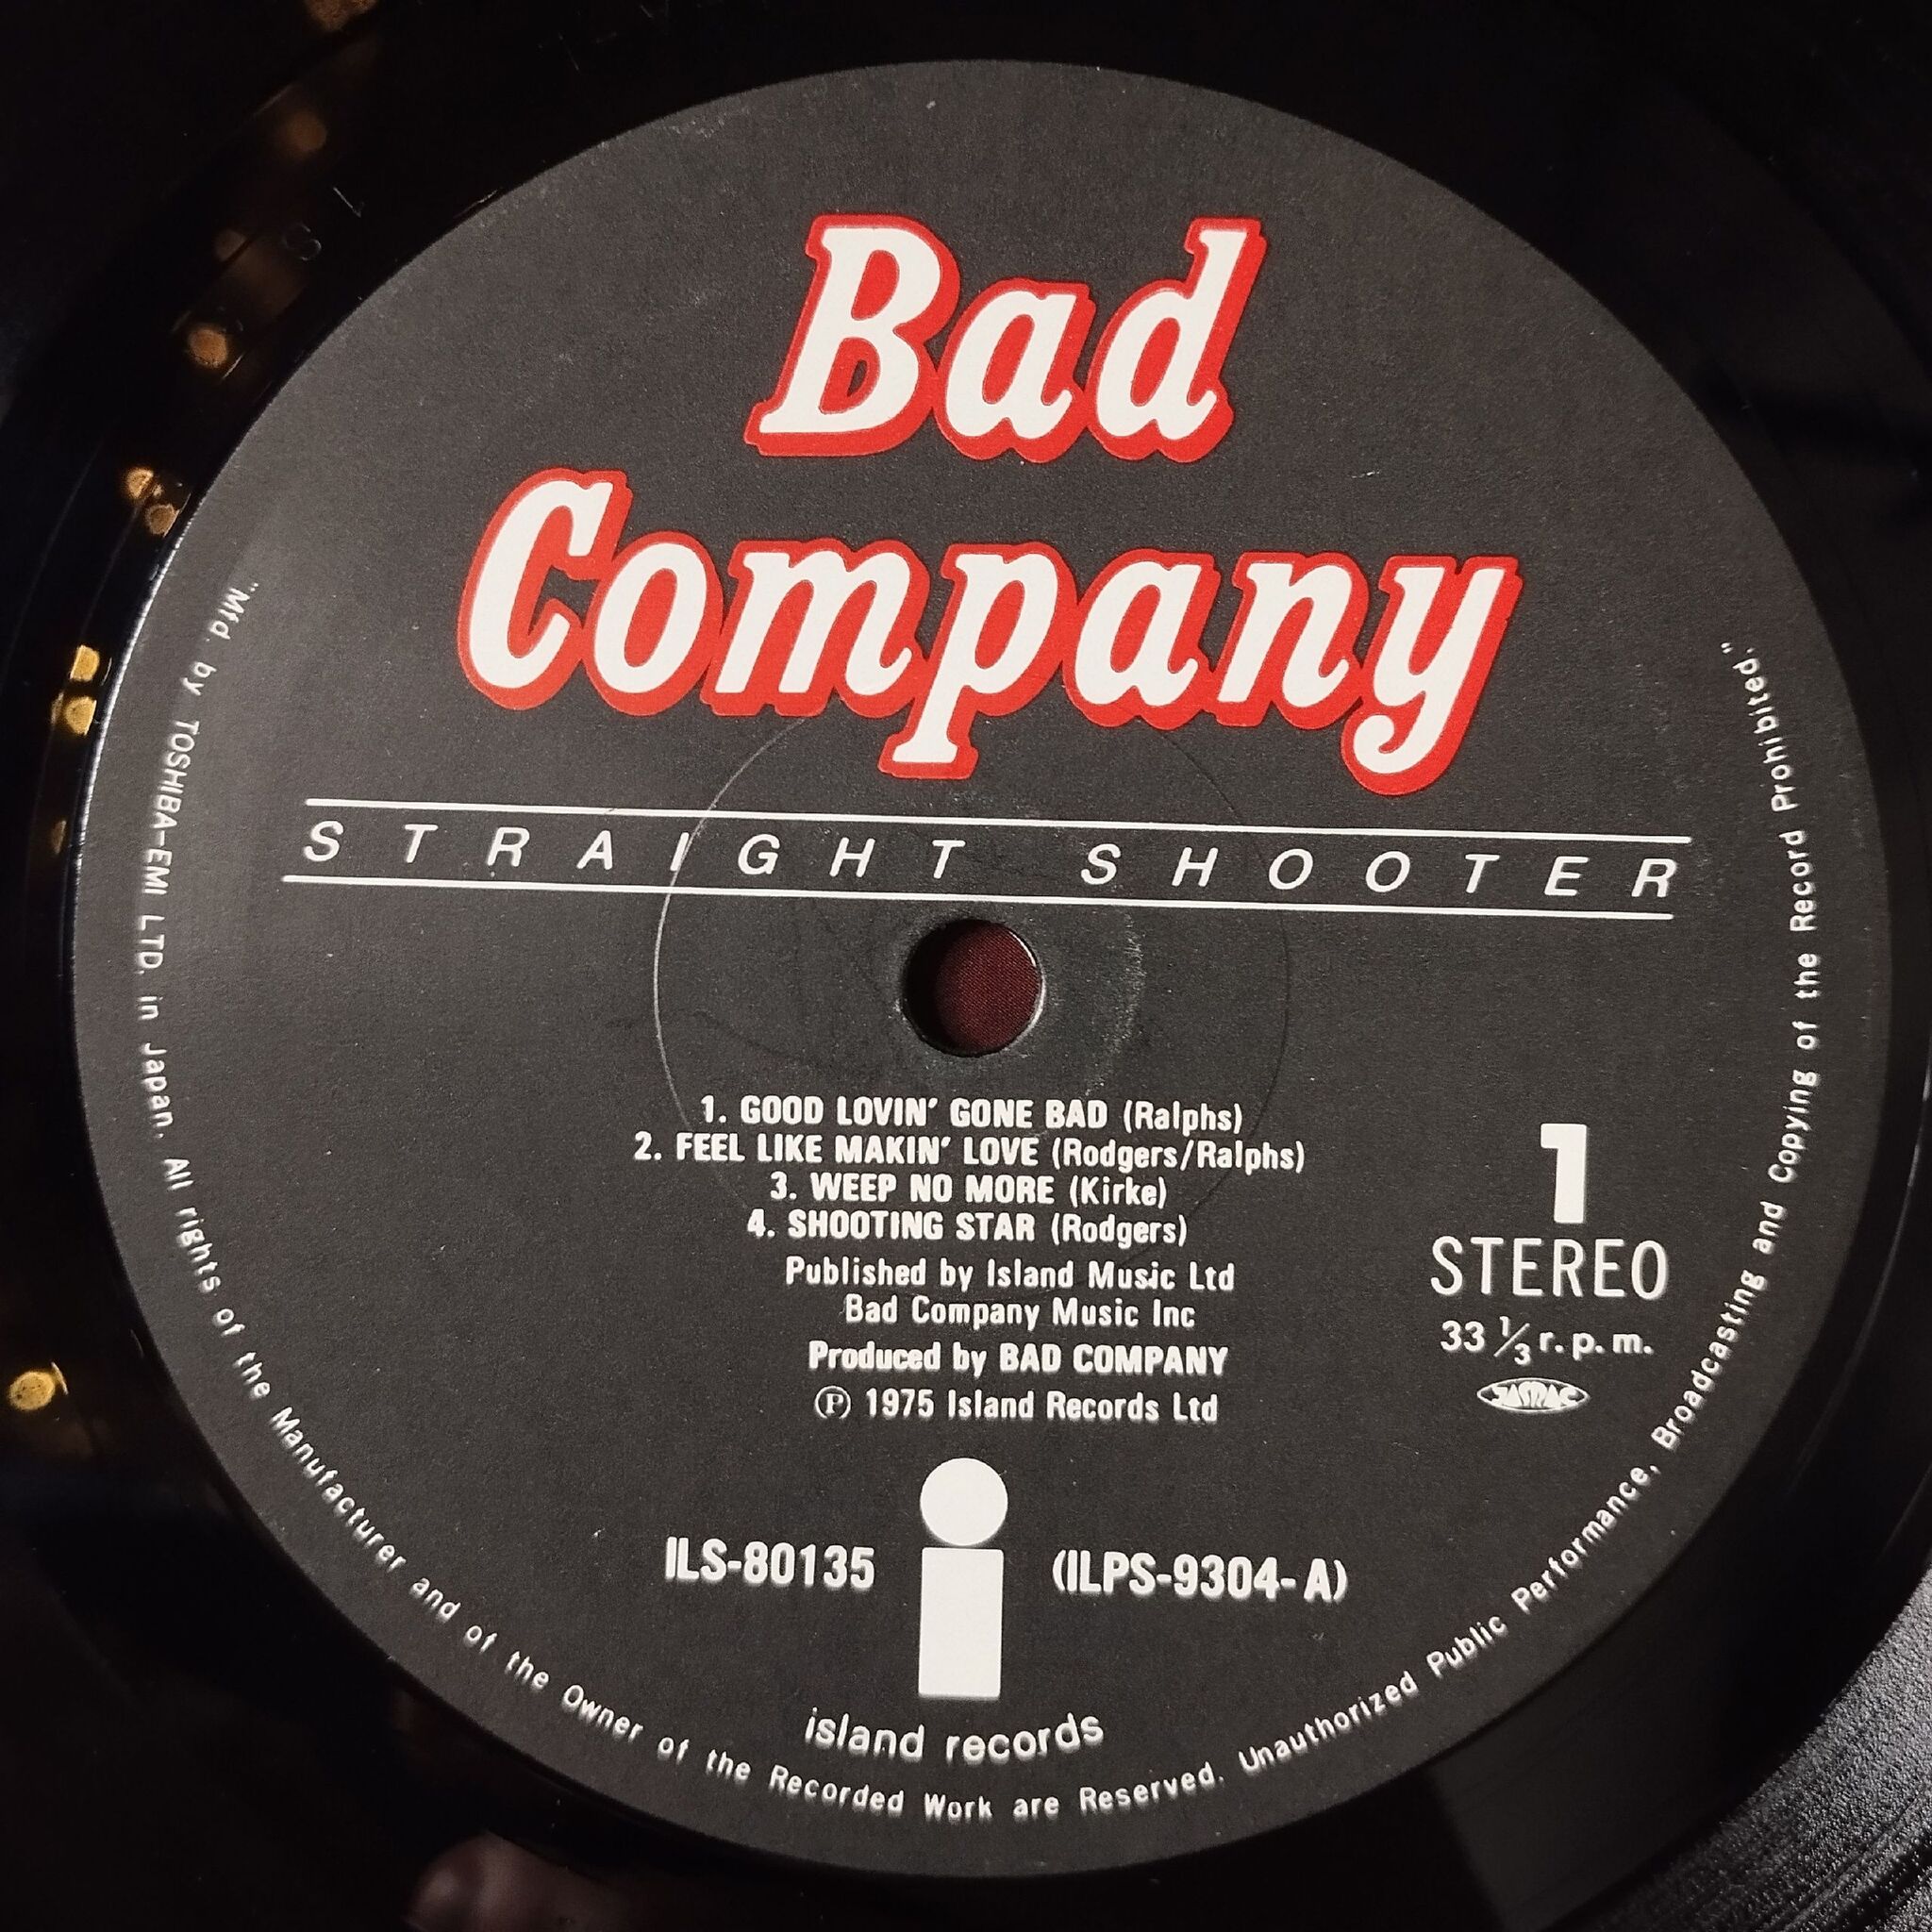 Bad
Company
STRAIGHT SHOOTER
1. GOOD LOVIN' GONE BAD (Ralphs)
2. FEEL LIKE MAKIN' LOVE (Rodgers/Ralphs)
3. WEEP NO MORE (Kirke)
4. SHOOTING STAR (Rodgers)
Published by Island Music Ltd
Bad Company Music Inc
Produced by BAD COMPANY
Ⓟ 1975 Island Records Ltd
1
STEREO
33 1/3 r.p.m.
JASRAC
ILS-80135
(ILPS-9304-A)
island records
"Mfd. by TOSHIBA-EMI LTD. in Japan. All rights of the Manufacturer and of the Owner of the Recorded Work are Reserved. Unauthorized Public Performance, Broadcasting and Copying of the Record Prohibited."